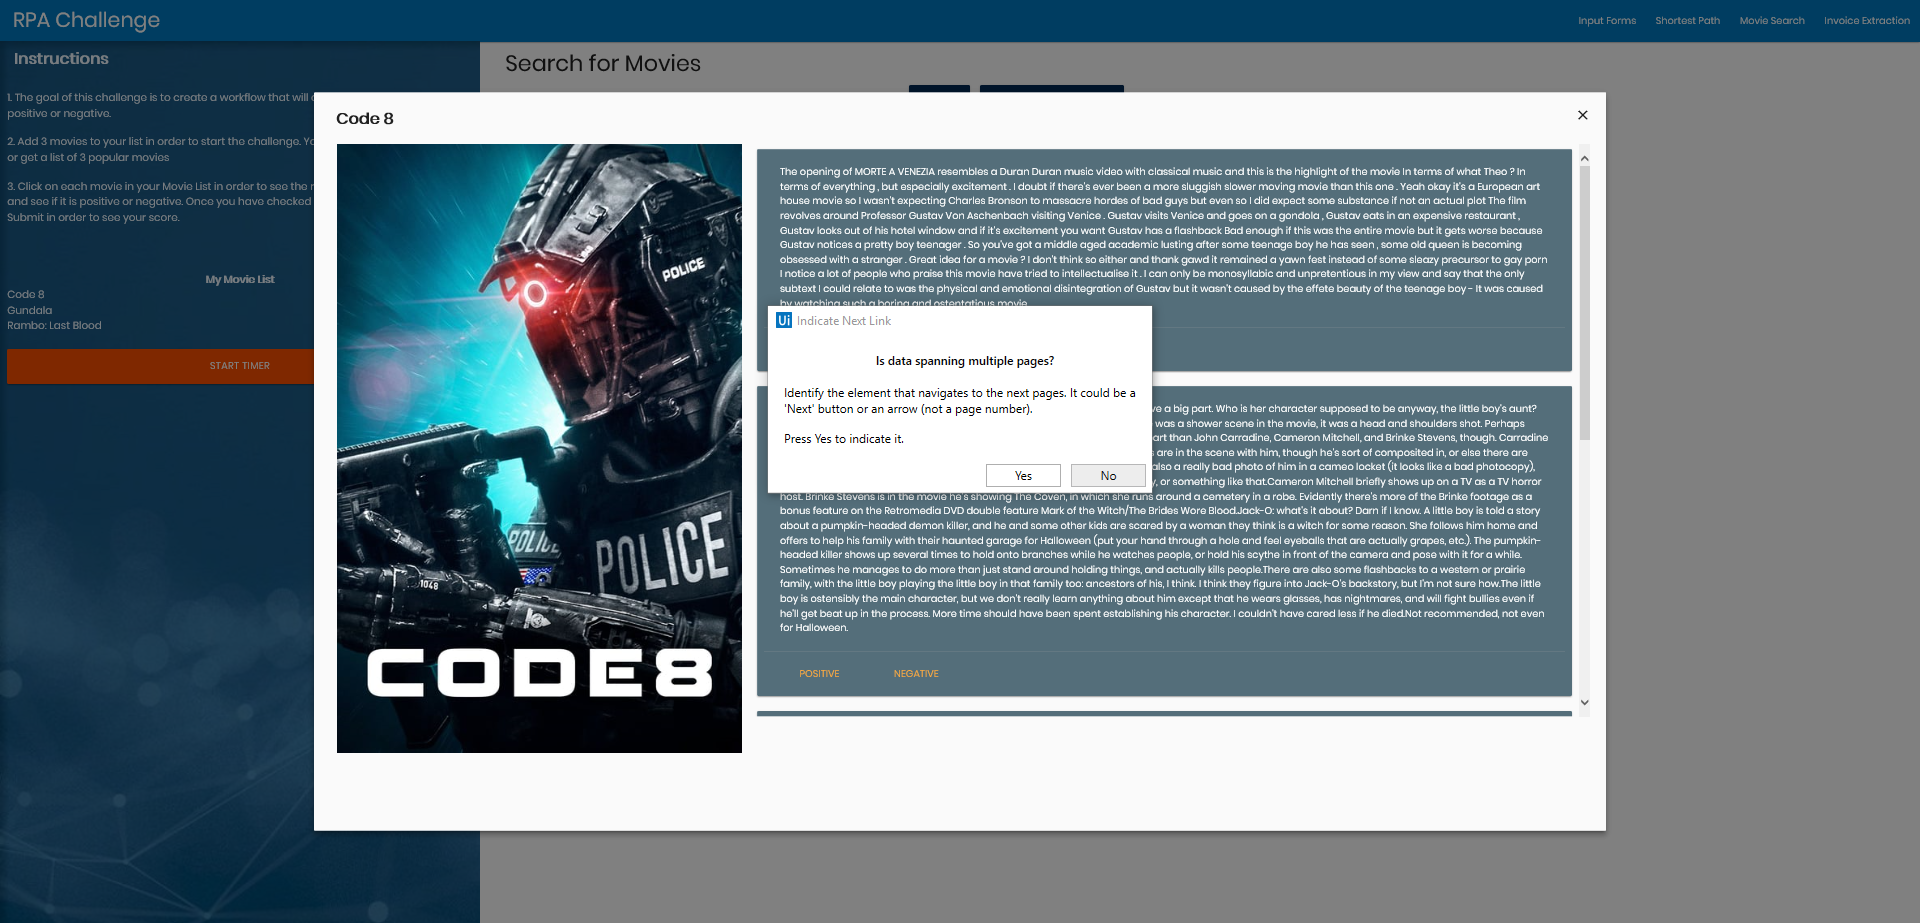 RPA Challenge
Input Forms
Shortest Path
Movie Search
Invoice Extraction
Instructions
1. The goal of this challenge is to create a workflow that will
positive or negative.
2. Add 3 movies to your list in order to start the challenge.
or get a list of 3 popular movies
3. Click on each movie in your Movie List in order to see the
and see if it is positive or negative. Once you have checked
Submit in order to see your score.
My Movie List
Code 8
Gundala
Rambo: Last Blood
START TIMER
Search for Movies
Code 8
POLICE
POLICE
POLICE
1048
CODE8
The opening of MORTE A VENEZIA resembles a Duran Duran music video with classical music and this is the highlight of the movie In terms of what Theo ? In
terms of everything , but especially excitement . I doubt if there's ever been a more sluggish slower moving movie than this one . Yeah okay it's a European art
house movie so I wasn't expecting Charles Bronson to massacre hordes of bad guys but even so I did expect some substance if not an actual plot The film
revolves around Professor Gustav Von Aschenbach visiting Venice . Gustav visits Venice and goes on a gondola , Gustav eats in an expensive restaurant ,
Gustav looks out of his hotel window and if it's excitement you want Gustav has a flashback Bad enough if this was the entire movie but it gets worse because
Gustav notices a pretty boy teenager . So you've got a middle aged academic lusting after some teenage boy he has seen , some old queen is becoming
obsessed with a stranger . Great idea for a movie ? I don't think so either and thank gawd it remained a yawn fest instead of some sleazy precursor to gay porn
I notice a lot of people who praise this movie have tried to intellectualise it . I can only be monosyllabic and unpretentious in my view and say that the only
subtext I could relate to was the physical and emotional disintegration of Gustav but it wasn't caused by the effete beauty of the teenage boy - It was caused
by watching such a boring and ostentatious movie
Ui Indicate Next Link
Is data spanning multiple pages?
Identify the element that navigates to the next pages. It could be a
'Next' button or an arrow (not a page number).
Press Yes to indicate it.
Yes
No
ve a big part. Who is her character supposed to be anyway, the little boy's aunt?
was a shower scene in the movie, it was a head and shoulders shot. Perhaps
art than John Carradine, Cameron Mitchell, and Brinke Stevens, though. Carradine
are in the scene with him, though he's sort of composited in, or else there are
also a really bad photo of him in a cameo locket (it looks like a bad photocopy),
, or something like that.Cameron Mitchell briefly shows up on a TV as a TV horror
host. Brinke Stevens is in the movie he's showing The Coven, in which she runs around a cemetery in a robe. Evidently there's more of the Brinke footage as a
bonus feature on the Retromedia DVD double feature Mark of the Witch/The Brides Wore Blood.Jack-O: what's it about? Darn if I know. A little boy is told a story
about a pumpkin-headed demon killer, and he and some other kids are scared by a woman they think is a witch for some reason. She follows him home and
offers to help his family with their haunted garage for Halloween (put your hand through a hole and feel eyeballs that are actually grapes, etc.). The pumpkin-
headed killer shows up several times to hold onto branches while he watches people, or hold his scythe in front of the camera and pose with it for a while.
Sometimes he manages to do more than just stand around holding things, and actually kills people.There are also some flashbacks to a western or prairie
family, with the little boy playing the little boy in that family too: ancestors of his, I think. I think they figure into Jack-O's backstory, but I'm not sure how.The little
boy is ostensibly the main character, but we don't really learn anything about him except that he wears glasses, has nightmares, and will fight bullies even if
he'll get beat up in the process. More time should have been spent establishing his character. I couldn't have cared less if he died.Not recommended, not even
for Halloween.
POSITIVE
NEGATIVE